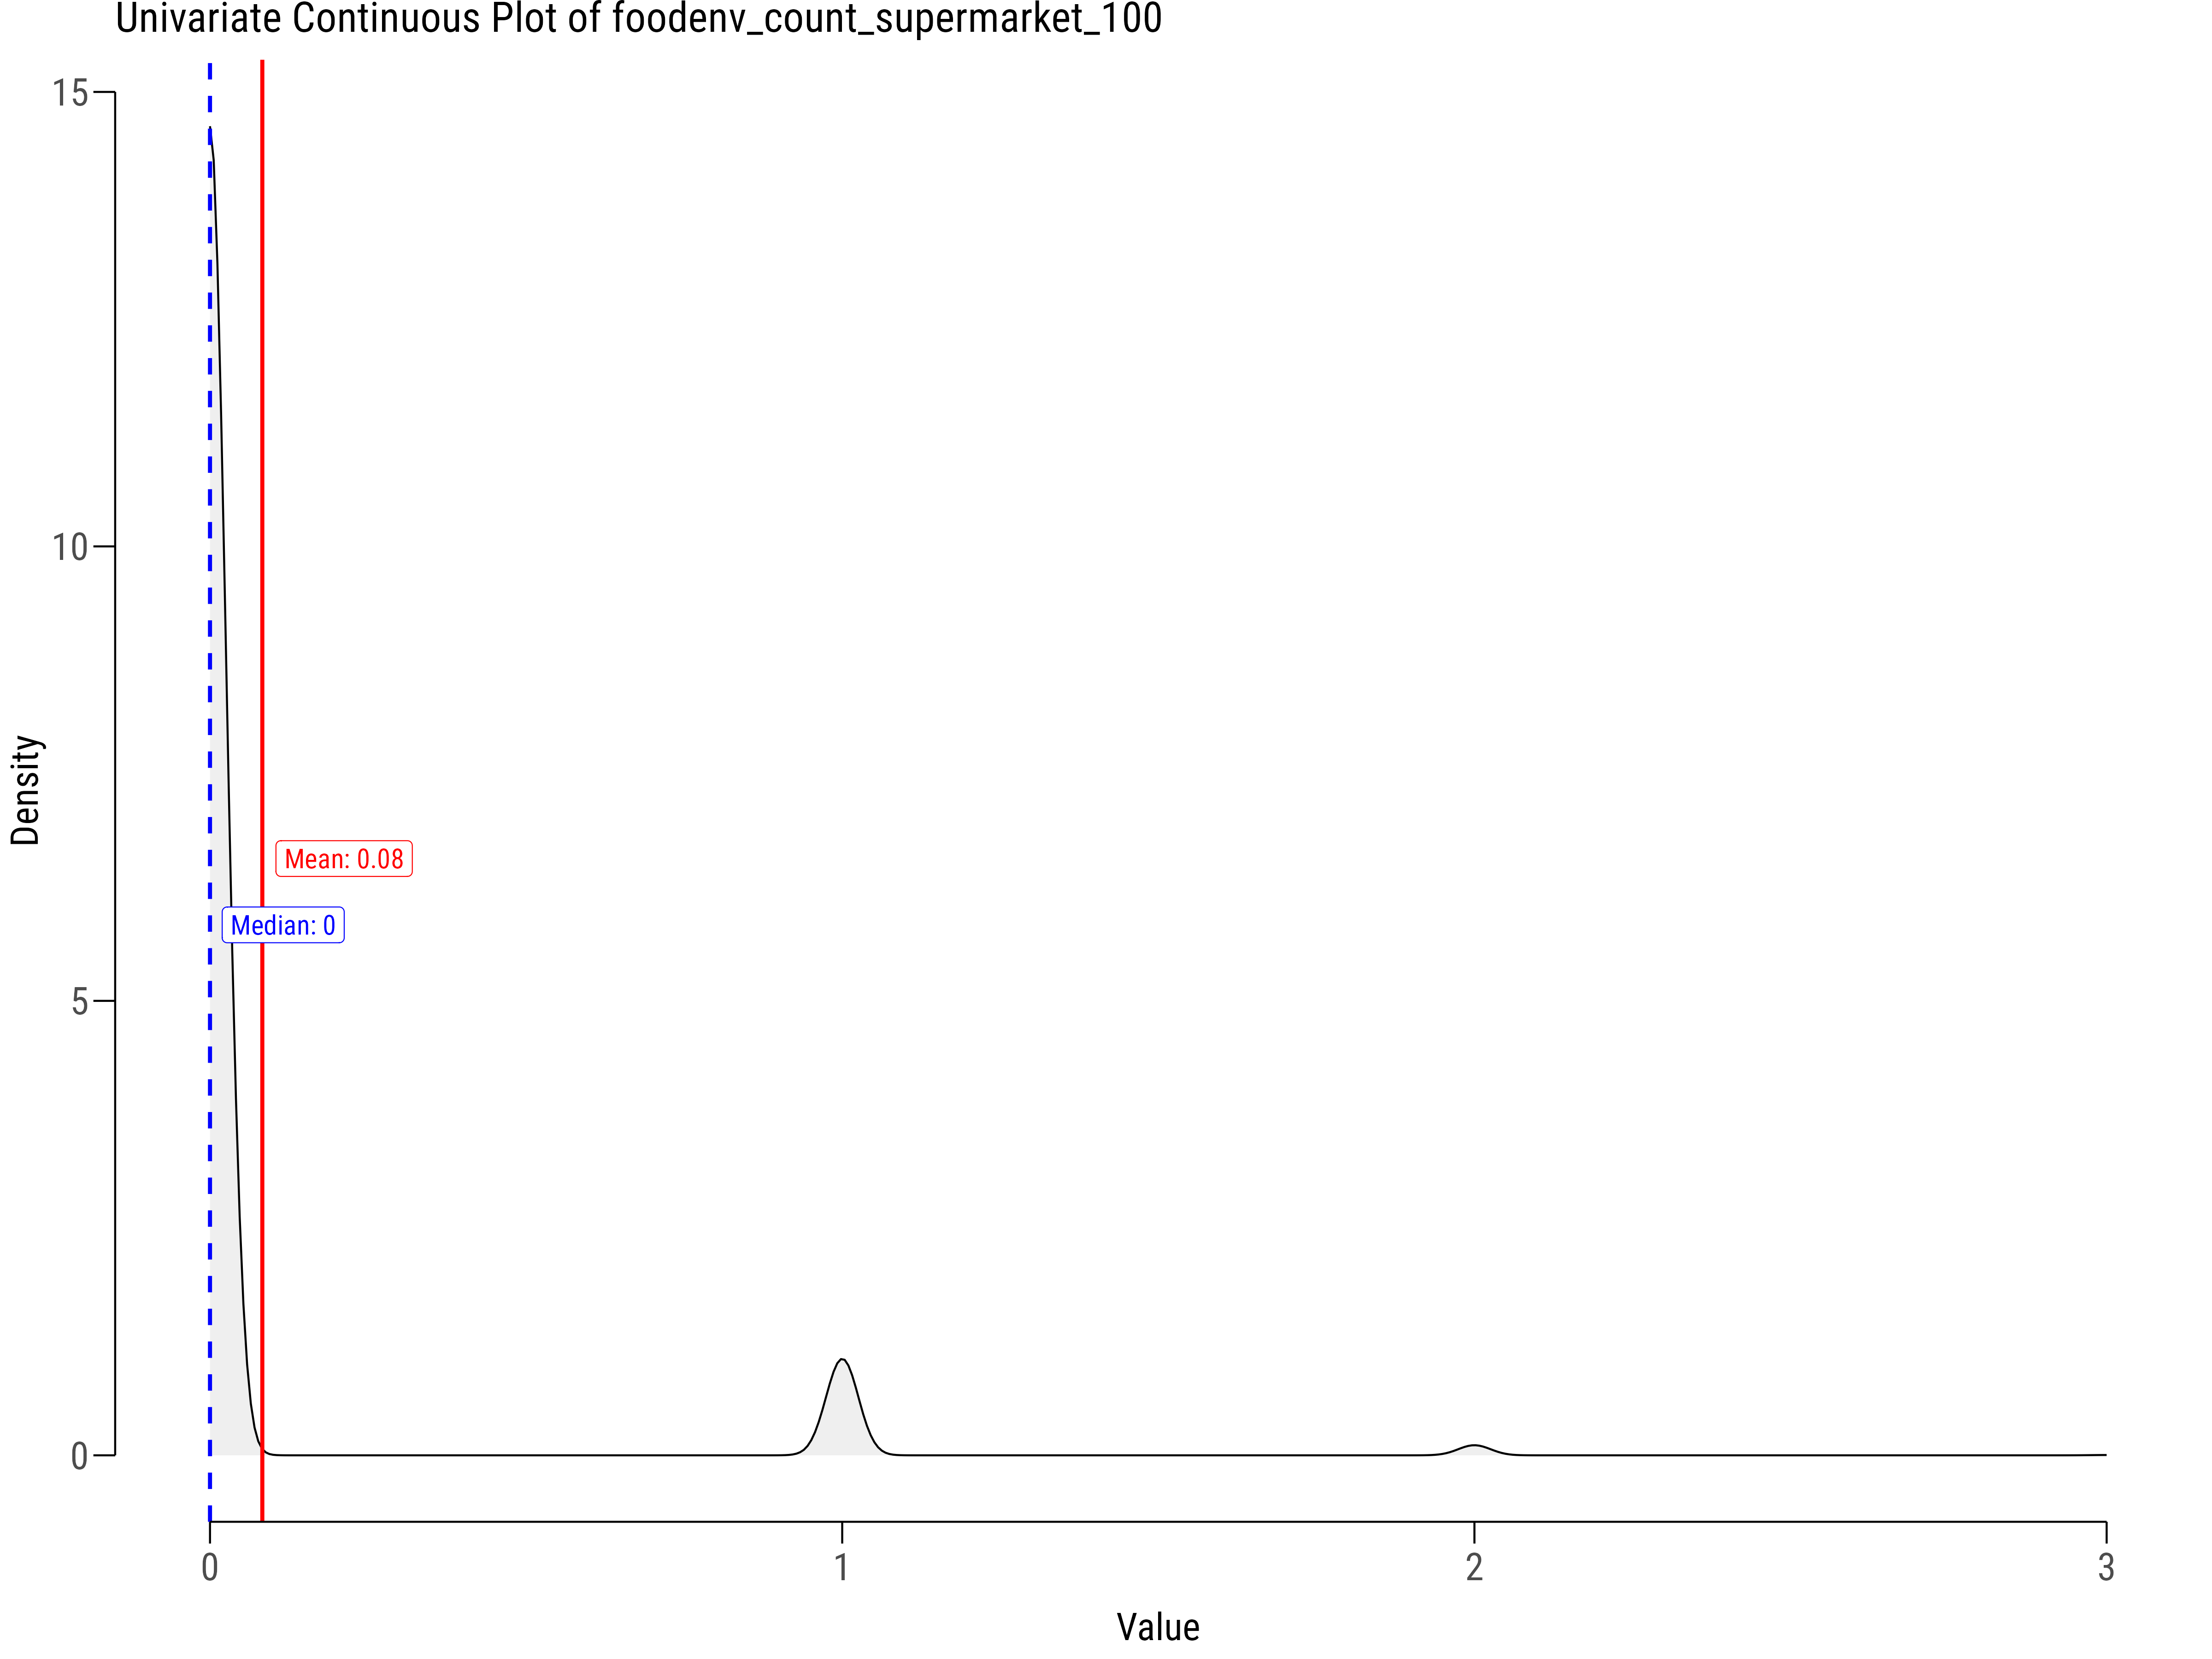 Univariate Continuous Plot of foodenv_count_supermarket_100
15
10
5
0
Density
Mean: 0.08
Median: 0
0 1 2 3
Value